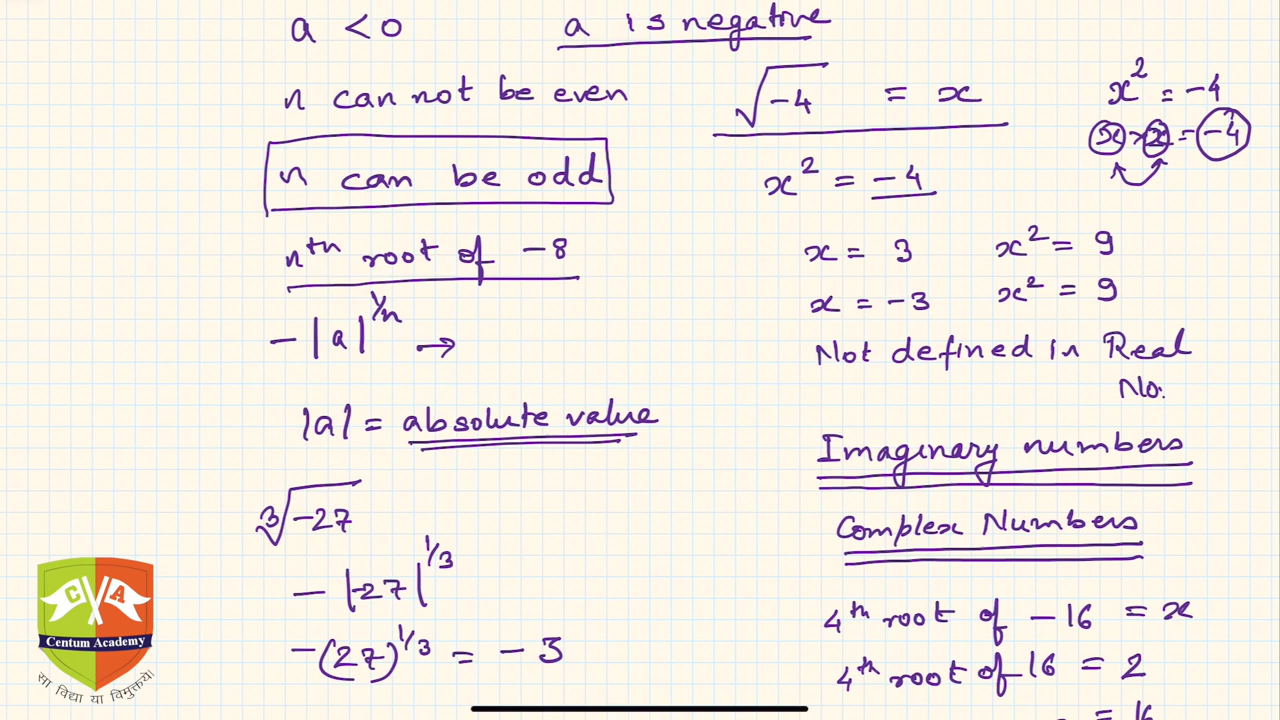 a < 0
a is negative
n can not be even
n can be odd
nth root of -8
-|a|^1/n →
|a| = absolute value
∛-27
-|-27|^1/3
-(27)^1/3 = -3
√-4 = x
x² = -4
x² = -4
x × x = -4
x = 3 x² = 9
x = -3 x² = 9
Not defined in Real
No.
Imaginary numbers
Complex Numbers
4th root of -16 = x
4th root of 16 = 2
= 16
C A
Centum Academy
सा विद्या या विमुक्तये।